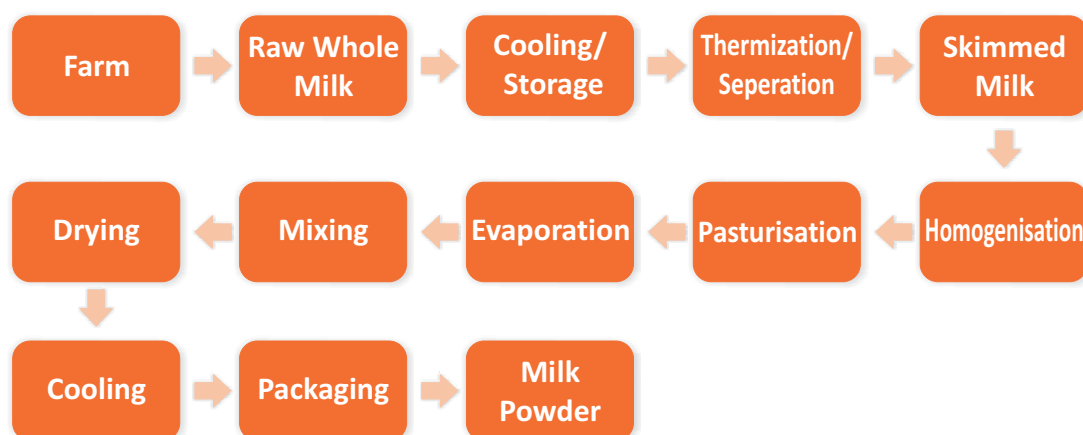 Farm
Raw Whole
Milk
Cooling/
Storage
Thermization/
Seperation
Skimmed
Milk
Homogenisation
Pasturisation
Evaporation
Mixing
Drying
Cooling
Packaging
Milk
Powder